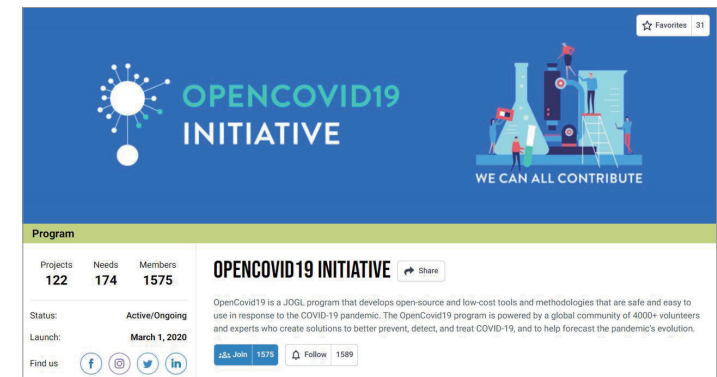 Favorites 31
OPENCOVID19
INITIATIVE
WE CAN ALL CONTRIBUTE
Program
Projects Needs Members
122 174 1575
Status: Active/Ongoing
Launch: March 1, 2020
Find us
OPENCOVID19 INITIATIVE Share
OpenCovid19 is a JOGL program that develops open-source and low-cost tools and methodologies that are safe and easy to
use in response to the COVID-19 pandemic. The OpenCovid19 program is powered by a global community of 4000+ volunteers
and experts who create solutions to better prevent, detect, and treat COVID-19, and to help forecast the pandemic's evolution.
Join 1575 Follow 1589